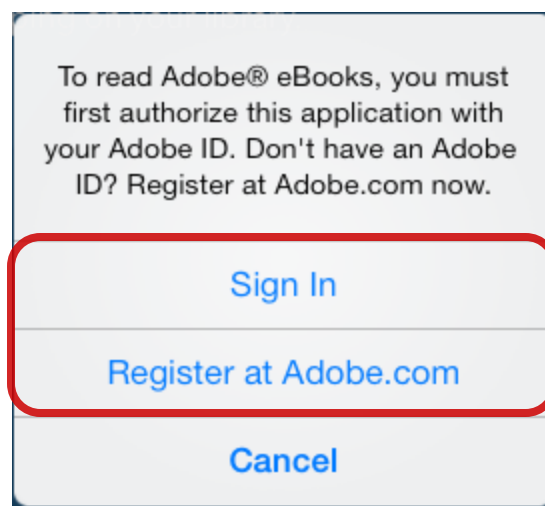 To read Adobe® eBooks, you must
first authorize this application with
your Adobe ID. Don't have an Adobe
ID? Register at Adobe.com now.
Sign In
Register at Adobe.com
Cancel